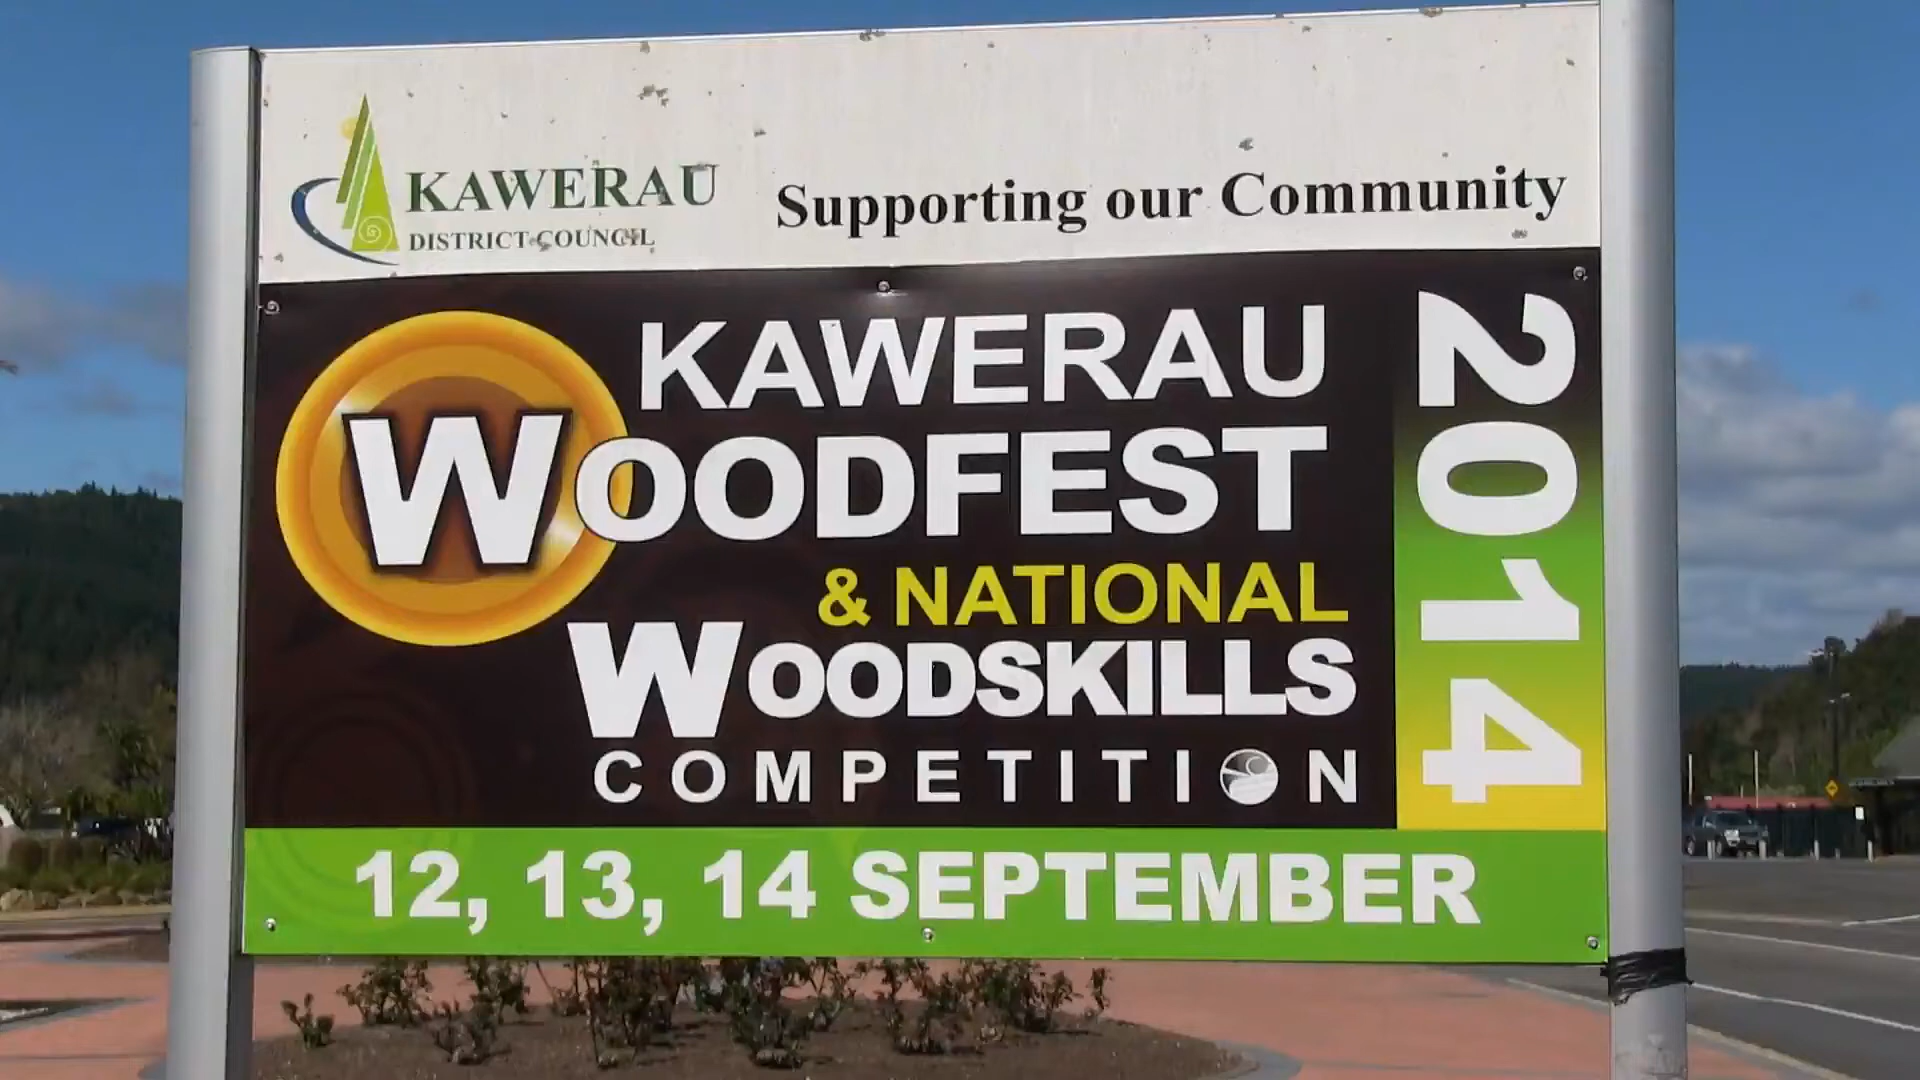 KAWERAU
DISTRICT COUNCIL
Supporting our Community
KAWERAU
WOODFEST
& NATIONAL
WOODSKILLS
COMPETITION
2014
12, 13, 14 SEPTEMBER